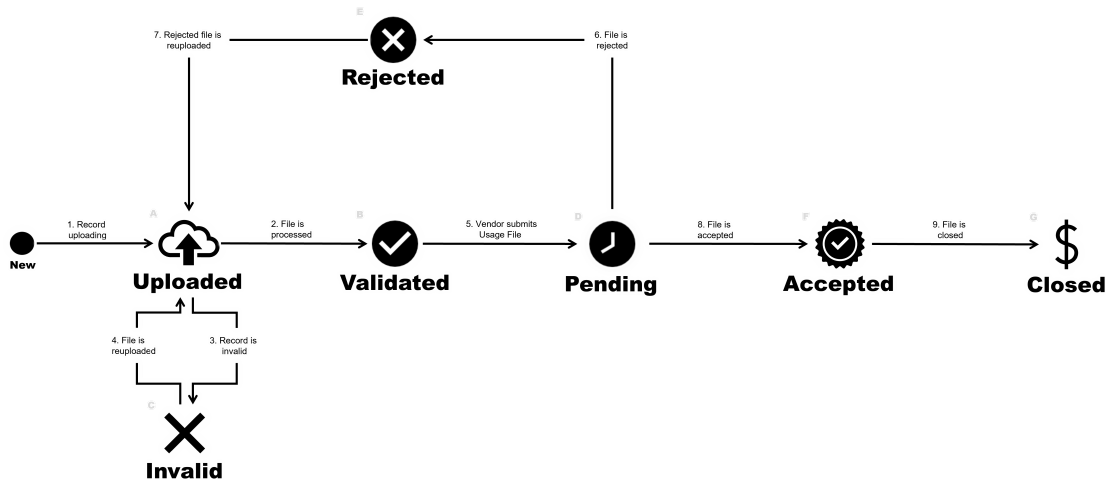 E
7. Rejected file is
reuploaded
6. File is
rejected
Rejected
A
B
D
F
G
1. Record
uploading
2. File is
processed
5. Vendor submits
Usage File
8. File is
accepted
9. File is
closed
New
Uploaded
Validated
Pending
Accepted
Closed
4. File is
reuploaded
3. Record is
invalid
C
Invalid